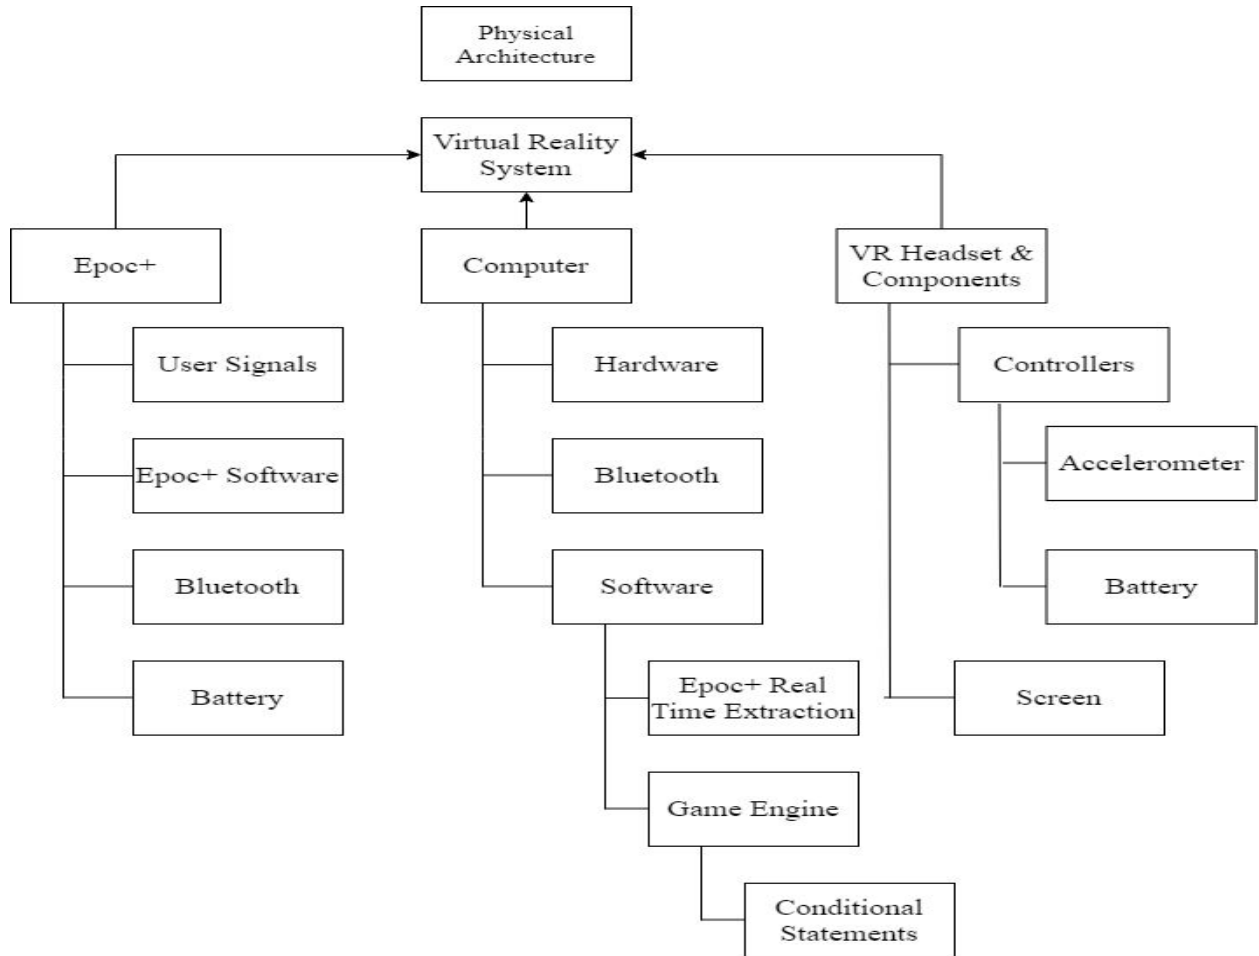 Physical
Architecture
Virtual Reality
System
Epoc+
Computer
VR Headset &
Components
User Signals
Hardware
Controllers
Accelerometer
Epoc+ Software
Bluetooth
Bluetooth
Software
Battery
Battery
Epoc+ Real
Time Extraction
Screen
Game Engine
Conditional
Statements